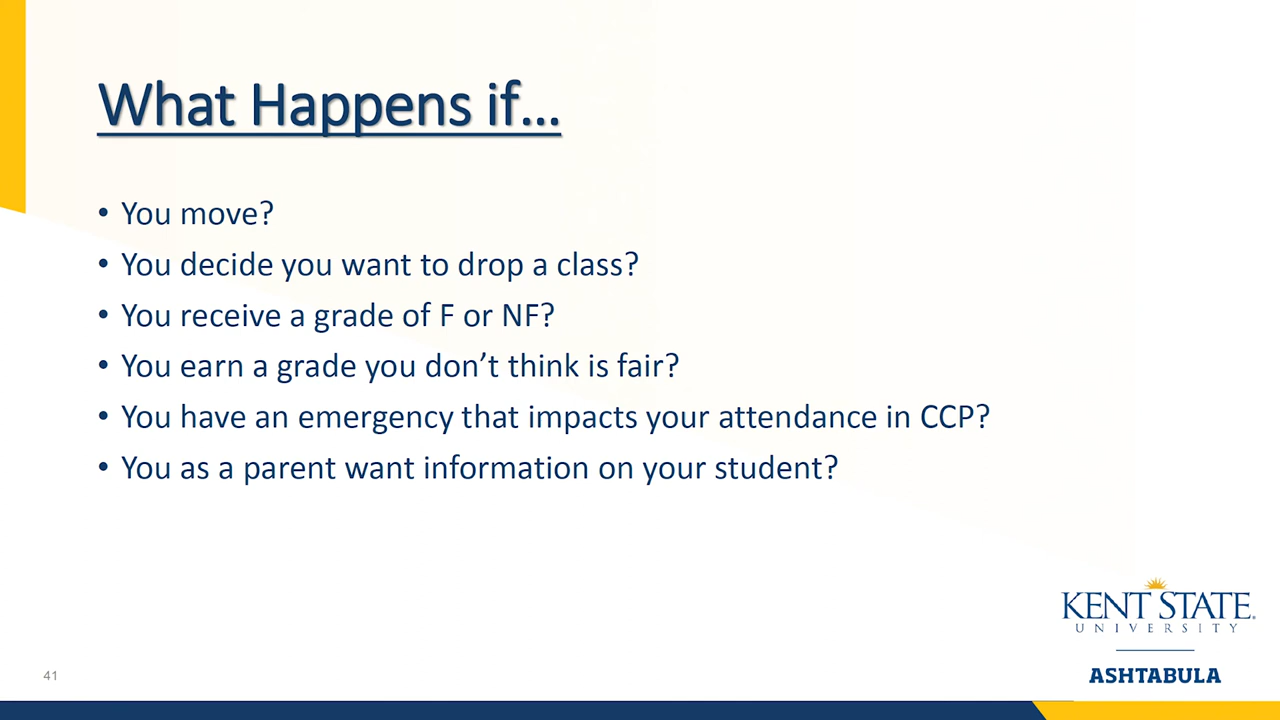 What Happens if...
• You move?
• You decide you want to drop a class?
• You receive a grade of F or NF?
• You earn a grade you don’t think is fair?
• You have an emergency that impacts your attendance in CCP?
• You as a parent want information on your student?
KENT STATE®
UNIVERSITY
ASHTABULA
41